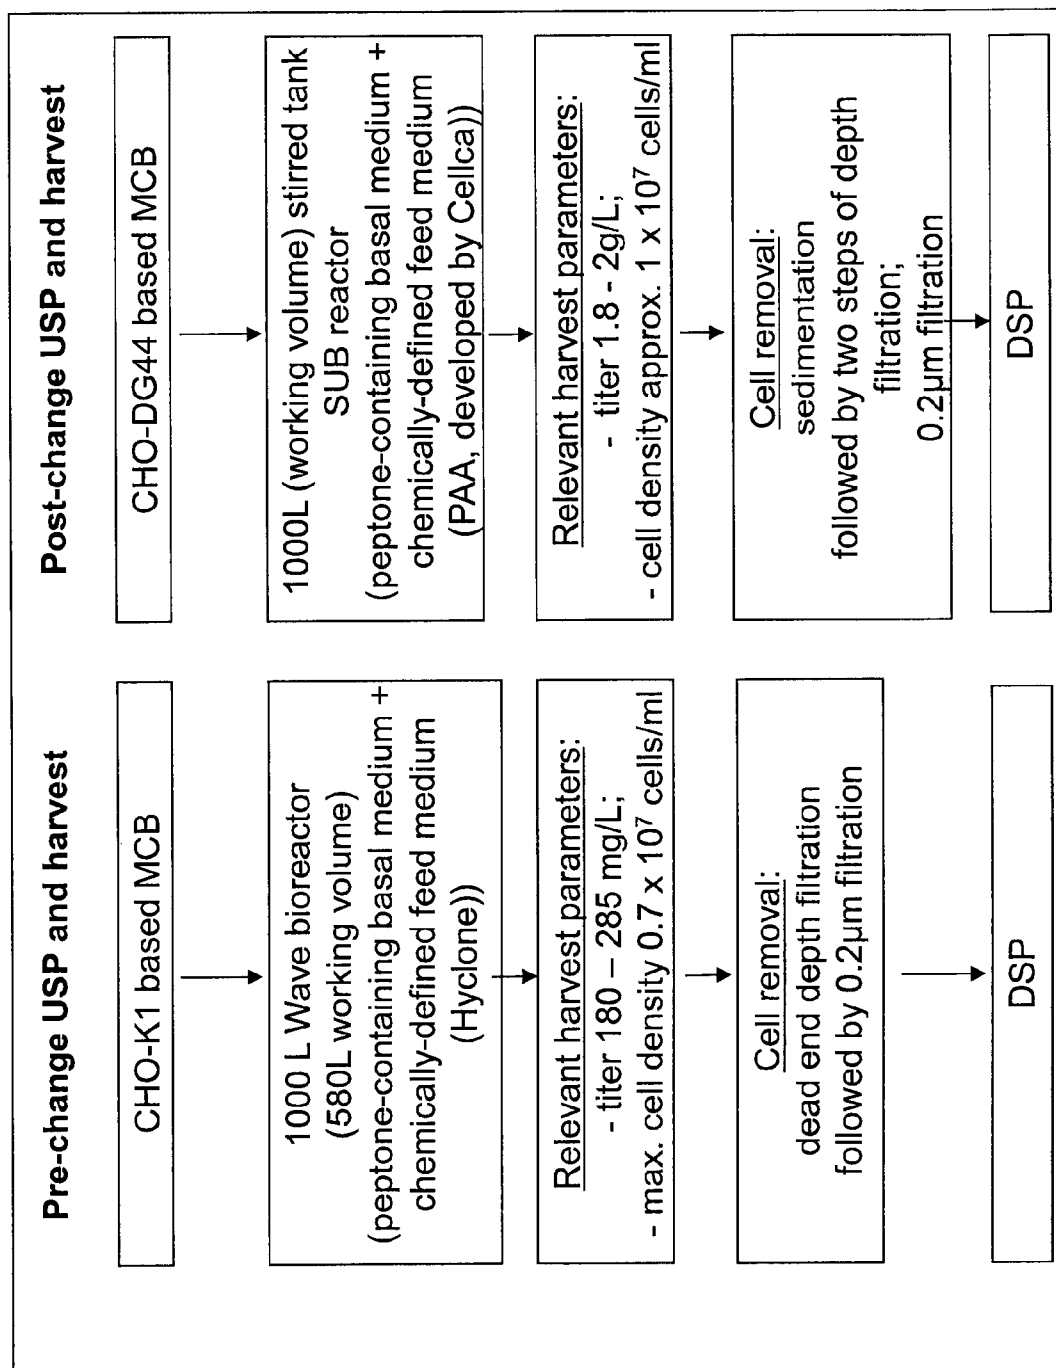 Pre-change USP and harvest
CHO-K1 based MCB
1000 L Wave bioreactor
(580L working volume)
(peptone-containing basal medium +
chemically-defined feed medium
(Hyclone))
Relevant harvest parameters:
- titer 180 – 285 mg/L;
- max. cell density 0.7 x 10⁷ cells/ml
Cell removal:
dead end depth filtration
followed by 0.2µm filtration
DSP
Post-change USP and harvest
CHO-DG44 based MCB
1000L (working volume) stirred tank
SUB reactor
(peptone-containing basal medium +
chemically-defined feed medium
(PAA, developed by Cellca))
Relevant harvest parameters:
- titer 1.8 - 2g/L;
- cell density approx. 1 x 10⁷ cells/ml
Cell removal:
sedimentation
followed by two steps of depth
filtration;
0.2µm filtration
DSP